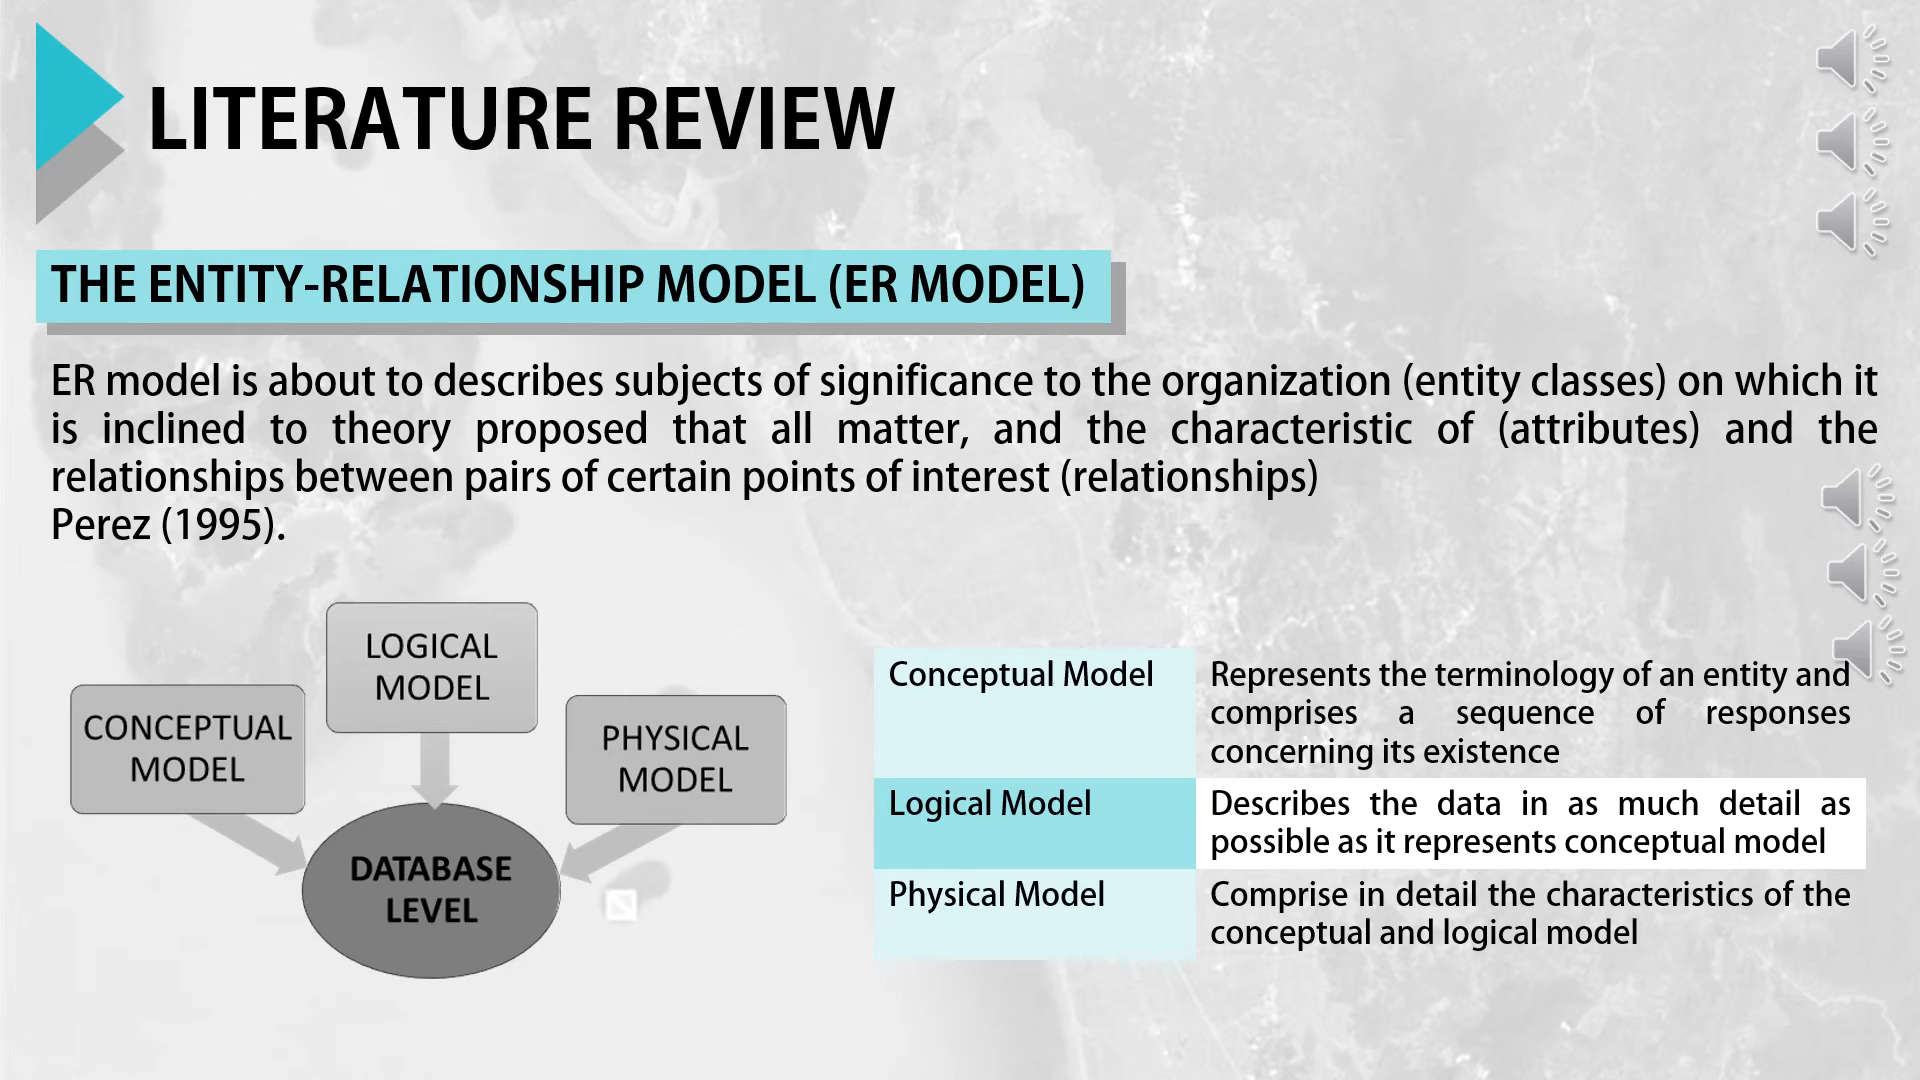 LITERATURE REVIEW
THE ENTITY-RELATIONSHIP MODEL (ER MODEL)
ER model is about to describes subjects of significance to the organization (entity classes) on which it
is inclined to theory proposed that all matter, and the characteristic of (attributes) and the
relationships between pairs of certain points of interest (relationships)
Perez (1995).
LOGICAL
MODEL
CONCEPTUAL
MODEL
PHYSICAL
MODEL
DATABASE
LEVEL
Conceptual Model
Represents the terminology of an entity and
comprises a sequence of responses
concerning its existence
Logical Model
Describes the data in as much detail as
possible as it represents conceptual model
Physical Model
Comprise in detail the characteristics of the
conceptual and logical model